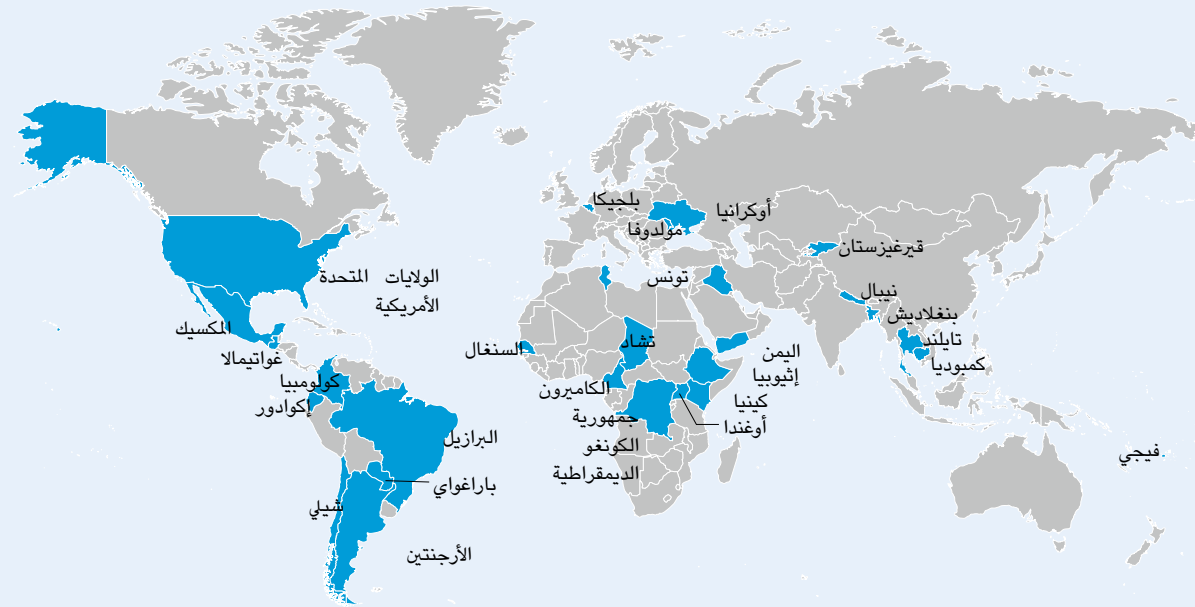 بلجيكا
أوكرانيا
مولدوفا
قيرغيزستان
تونس
الولايات المتحدة
الأمريكية
نيبال
بنغلاديش
المكسيك
تايلند
السنغال
تشاد
اليمن
غواتيمالا
كمبوديا
إثيوبيا
كولومبيا
الكاميرون
كينيا
إكوادور
جمهورية
الكونغو
الديمقراطية
أوغندا
البرازيل
فيجي
باراغواي
شيلي
الأرجنتين